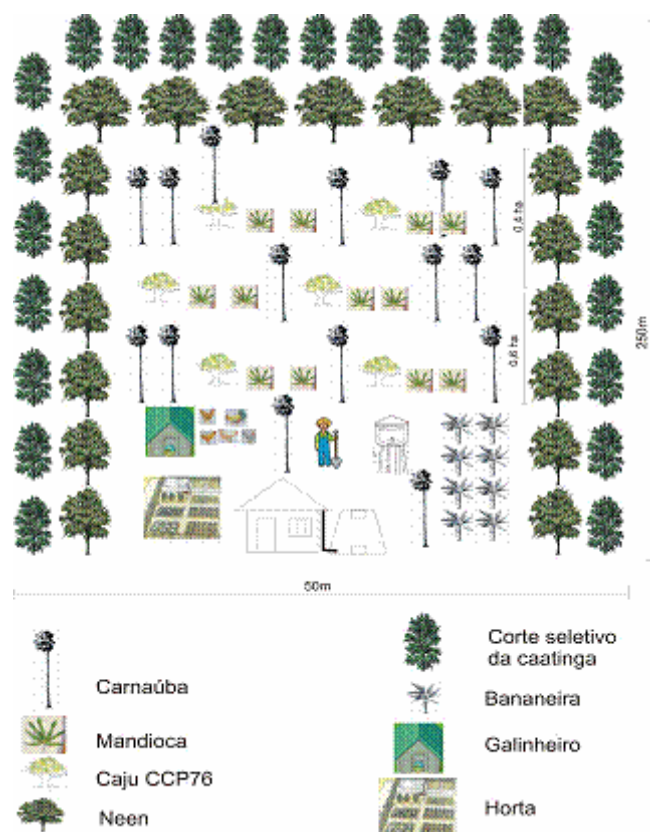 0,4 ha
0,6 ha
250m
50m
Carnaúba
Mandioca
Caju CCP76
Neen
Corte seletivo
da caatinga
Bananeira
Galinheiro
Horta